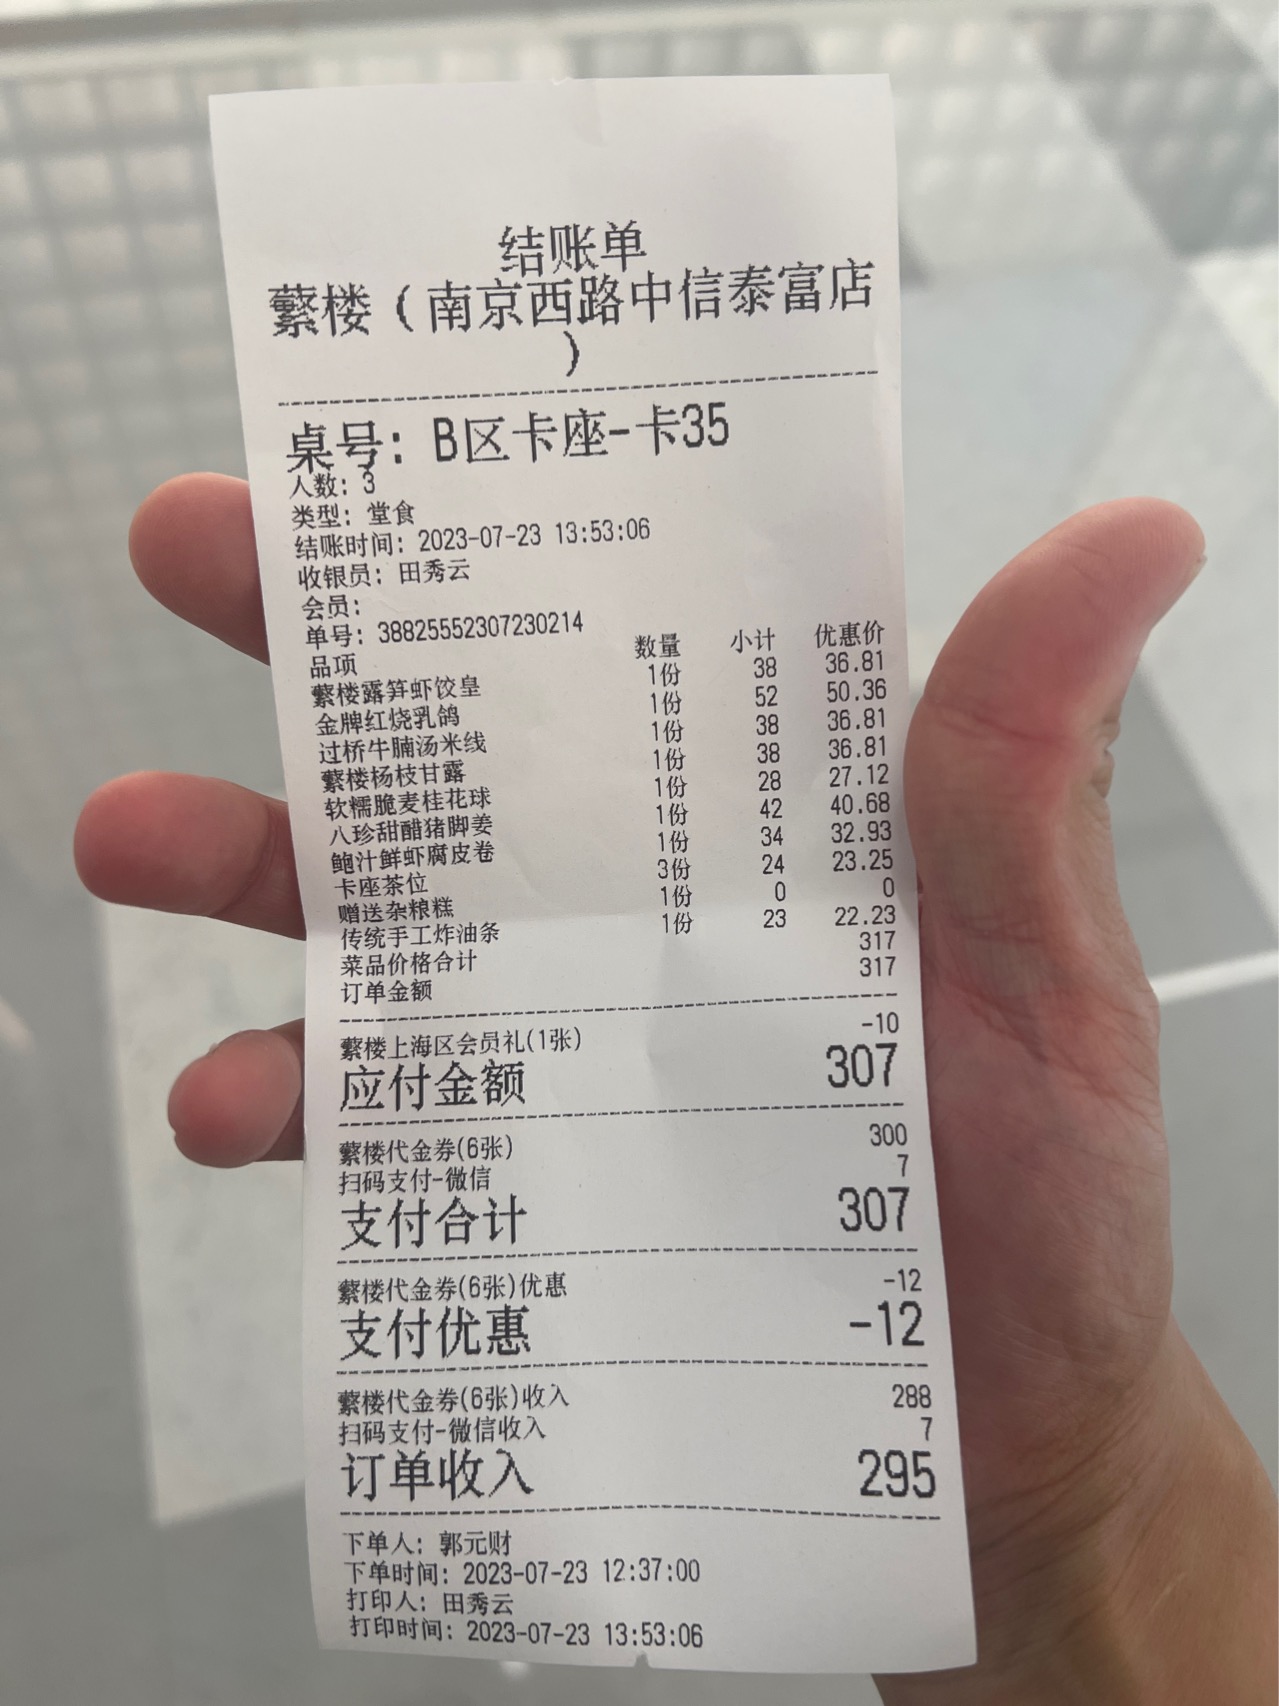 结账单
蘩楼（南京西路中信泰富店
）
桌号：B区卡座-卡35
人数：3
类型：堂食
结账时间：2023-07-23 13:53:06
收银员：田秀云
会员：
单号：38825552307230214
品项 数量 小计 优惠价
蘩楼露笋虾饺皇 1份 38 36.81
金牌红烧乳鸽 1份 52 50.36
过桥牛腩汤米线 1份 38 36.81
蘩楼杨枝甘露 1份 38 36.81
软糯脆麦桂花球 1份 28 27.12
八珍甜醋猪脚姜 1份 42 40.68
鲍汁鲜虾腐皮卷 1份 34 32.93
卡座茶位 3份 24 23.25
赠送杂粮糕 1份 0 0
传统手工炸油条 1份 23 22.23
菜品价格合计 317
订单金额 317
蘩楼上海区会员礼(1张) -10
应付金额 307
蘩楼代金券(6张) 300
扫码支付-微信 7
支付合计 307
蘩楼代金券(6张)优惠 -12
支付优惠 -12
蘩楼代金券(6张)收入 288
扫码支付-微信收入 7
订单收入 295
下单人：郭元财
下单时间：2023-07-23 12:37:00
打印人：田秀云
打印时间：2023-07-23 13:53:06